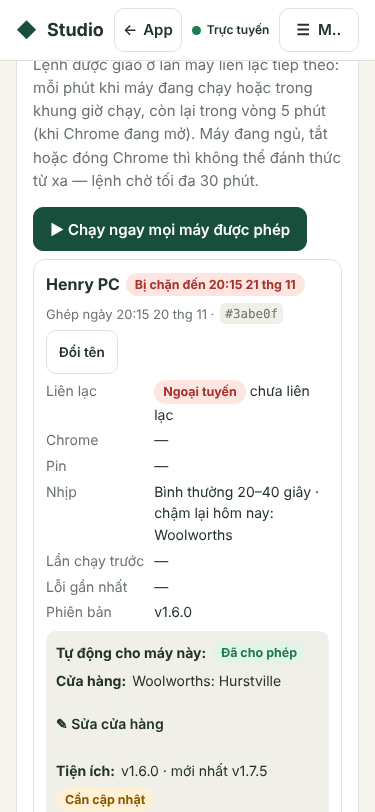 Studio
← App
Trực tuyến
☰ M..
Lệnh được giao ở lần máy liên lạc tiếp theo:
mỗi phút khi máy đang chạy hoặc trong
khung giờ chạy, còn lại trong vòng 5 phút
(khi Chrome đang mở). Máy đang ngủ, tắt
hoặc đóng Chrome thì không thể đánh thức
từ xa — lệnh chờ tối đa 30 phút.
▶ Chạy ngay mọi máy được phép
Henry PC Bị chặn đến 20:15 21 thg 11
Ghép ngày 20:15 20 thg 11 · #3abe0f
Đổi tên
Liên lạc Ngoại tuyến chưa liên
lạc
Chrome —
Pin —
Nhịp Bình thường 20–40 giây ·
chậm lại hôm nay:
Woolworths
Lần chạy trước —
Lỗi gần nhất —
Phiên bản v1.6.0
Tự động cho máy này: Đã cho phép
Cửa hàng: Woolworths: Hurstville
✎ Sửa cửa hàng
Tiện ích: v1.6.0 · mới nhất v1.7.5
Cần cập nhật